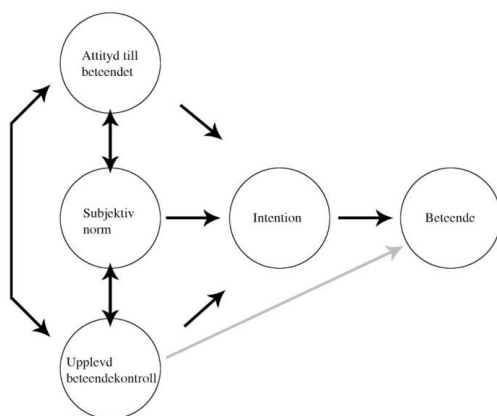 Attityd till
beteendet
Subjektiv
norm
Intention
Beteende
Upplevd
beteendekontroll